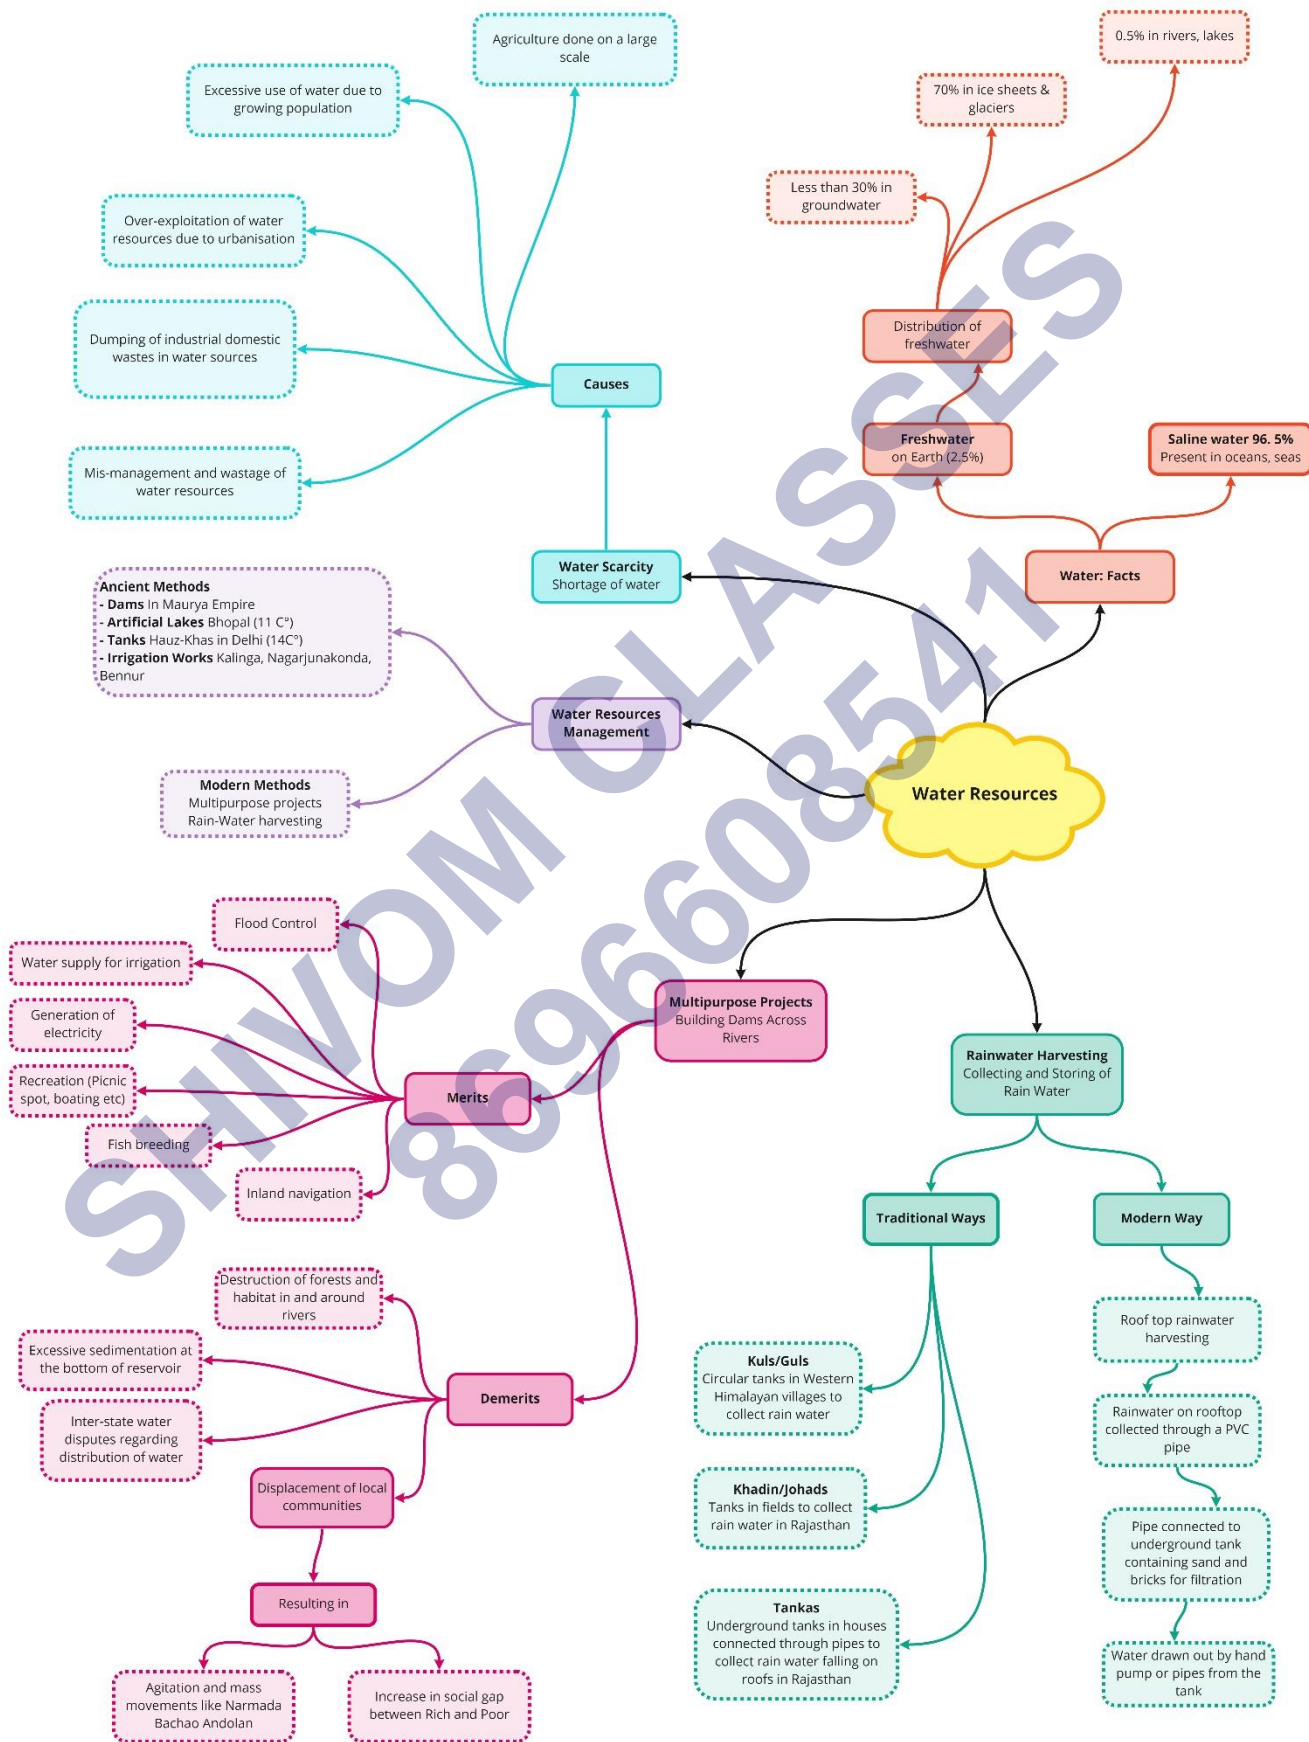 Agriculture done on a large
scale
Excessive use of water due to
growing population
Over-exploitation of water
resources due to urbanisation
Dumping of industrial domestic
wastes in water sources
Mis-management and wastage of
water resources
Causes
Water Scarcity
Shortage of water
0.5% in rivers, lakes
70% in ice sheets &
glaciers
Less than 30% in
groundwater
Distribution of
freshwater
Freshwater
on Earth (2.5%)
Saline water 96. 5%
Present in oceans, seas
Water: Facts
Ancient Methods
- Dams In Maurya Empire
- Artificial Lakes Bhopal (11 C°)
- Tanks Hauz-Khas in Delhi (14C°)
- Irrigation Works Kalinga, Nagarjunakonda,
Bennur
Water Resources
Management
Modern Methods
Multipurpose projects
Rain-Water harvesting
Water Resources
Flood Control
Water supply for irrigation
Generation of
electricity
Recreation (Picnic
spot, boating etc)
Fish breeding
Inland navigation
Merits
Multipurpose Projects
Building Dams Across
Rivers
Destruction of forests and
habitat in and around
rivers
Excessive sedimentation at
the bottom of reservoir
Inter-state water
disputes regarding
distribution of water
Demerits
Displacement of local
communities
Resulting in
Agitation and mass
movements like Narmada
Bachao Andolan
Increase in social gap
between Rich and Poor
Rainwater Harvesting
Collecting and Storing of
Rain Water
Traditional Ways
Modern Way
Kuls/Guls
Circular tanks in Western
Himalayan villages to
collect rain water
Khadin/Johads
Tanks in fields to collect
rain water in Rajasthan
Tankas
Underground tanks in houses
connected through pipes to
collect rain water falling on
roofs in Rajasthan
Roof top rainwater
harvesting
Rainwater on rooftop
collected through a PVC
pipe
Pipe connected to
underground tank
containing sand and
bricks for filtration
Water drawn out by hand
pump or pipes from the
tank
SHIVOM CLASSES
8696608541